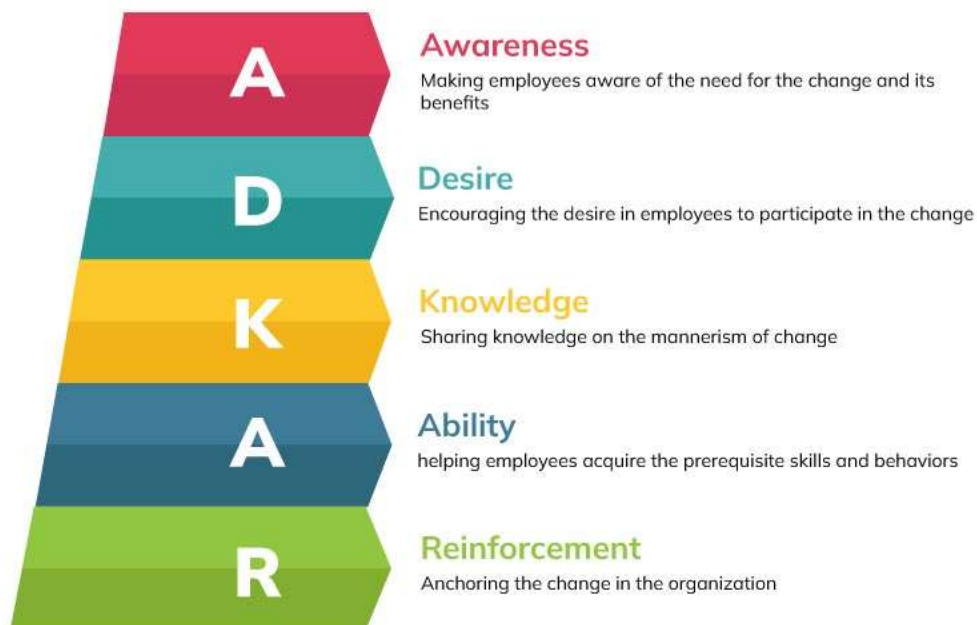 A
Awareness
Making employees aware of the need for the change and its
benefits
D
Desire
Encouraging the desire in employees to participate in the change
K
Knowledge
Sharing knowledge on the mannerism of change
A
Ability
helping employees acquire the prerequisite skills and behaviors
R
Reinforcement
Anchoring the change in the organization